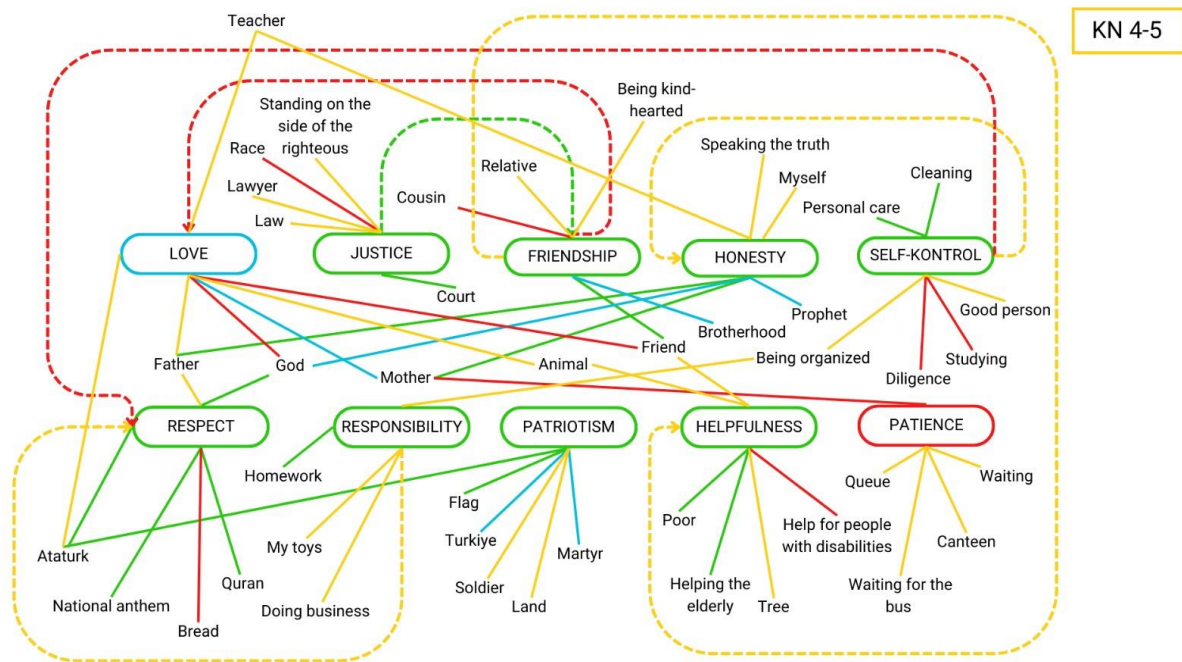 Teacher
KN 4-5
Being kind-
hearted
Standing on the
side of the
righteous
Race
Relative
Speaking the truth
Cleaning
Lawyer
Cousin
Myself
Personal care
Law
LOVE
JUSTICE
FRIENDSHIP
HONESTY
SELF-KONTROL
Court
Brotherhood
Prophet
Good person
Father
God
Mother
Animal
Friend
Being organized
Studying
Diligence
RESPECT
RESPONSIBILITY
PATRIOTISM
HELPFULNESS
PATIENCE
Homework
Flag
Queue
Waiting
Ataturk
My toys
Turkiye
Martyr
Poor
Help for people
with disabilities
Canteen
National anthem
Quran
Bread
Doing business
Soldier
Land
Helping the
elderly
Tree
Waiting for the
bus